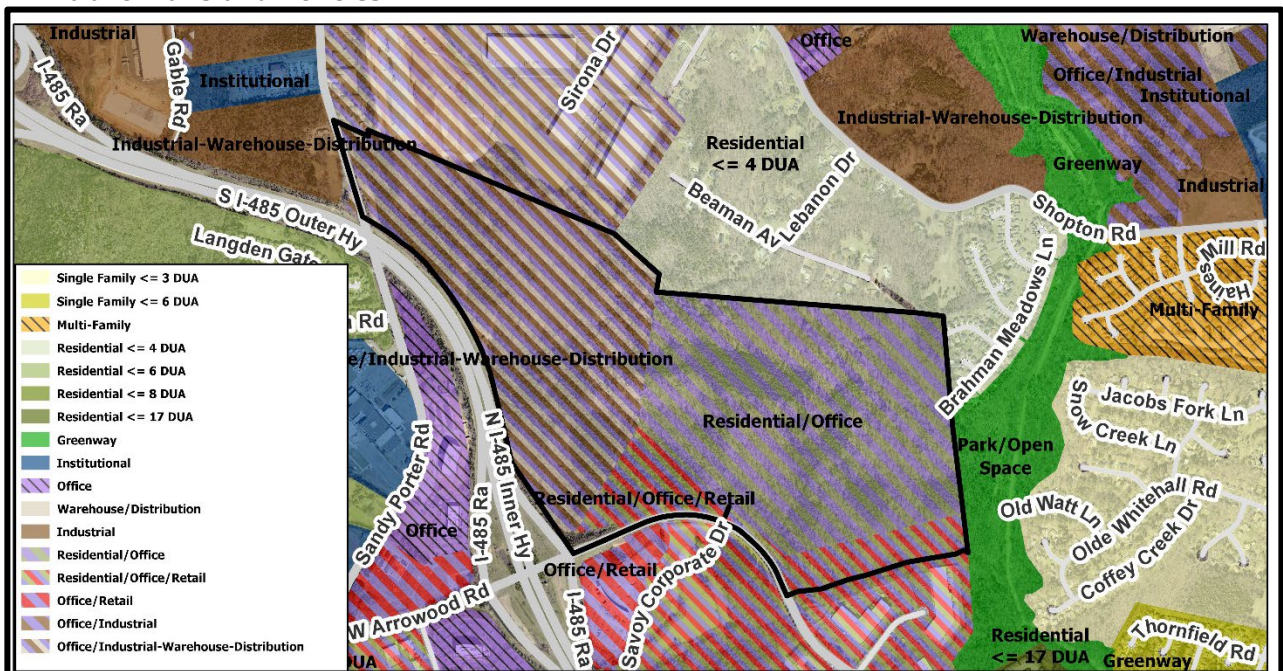 Industrial
Gable Rd
I-485 Ra
Institutional
Sirona Dr
Office
Warehouse/Distribution
Office/Industrial
Institutional
Industrial-Warehouse-Distribution
Industrial-Warehouse-Distribution
Residential
<= 4 DUA
Greenway
Industrial
Lebanon Dr
Beaman Av
Shopton Rd
S I-485 Outer Hy
Langden Gate
Haines Mill Rd
Multi-Family
Brahman Meadows Ln
Single Family <= 3 DUA
Single Family <= 6 DUA
Multi-Family
Residential <= 4 DUA
Residential <= 6 DUA
Residential <= 8 DUA
Residential <= 17 DUA
Greenway
Institutional
Office
Warehouse/Distribution
Industrial
Residential/Office
Residential/Office/Retail
Office/Retail
Office/Industrial
Office/Industrial-Warehouse-Distribution
Rd
e/Industrial-Warehouse-Distribution
N I-485 Inner Hy
Sandy Porter Rd
I-485 Ra
Office
Residential/Office
Residential/Office/Retail
Park/Open
Space
Snow Creek Ln
Jacobs Fork Ln
Old Watt Ln
Olde Whitehall Rd
Coffey Creek Dr
Office/Retail
Savoy Corporate Dr
W Arrowood Rd
I-485 Ra
DUA
Residential
<= 17 DUA
Greenway
Thornfield Rd